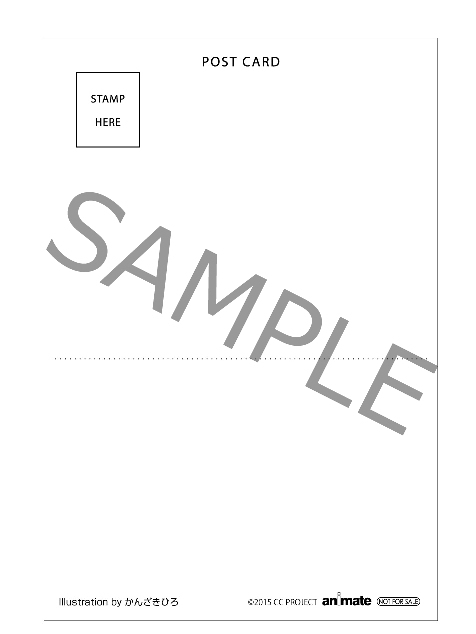 POST CARD
STAMP
HERE
SAMPLE
Illustration by かんざきひろ
©2015 CC PROJECT animate NOT FOR SALE